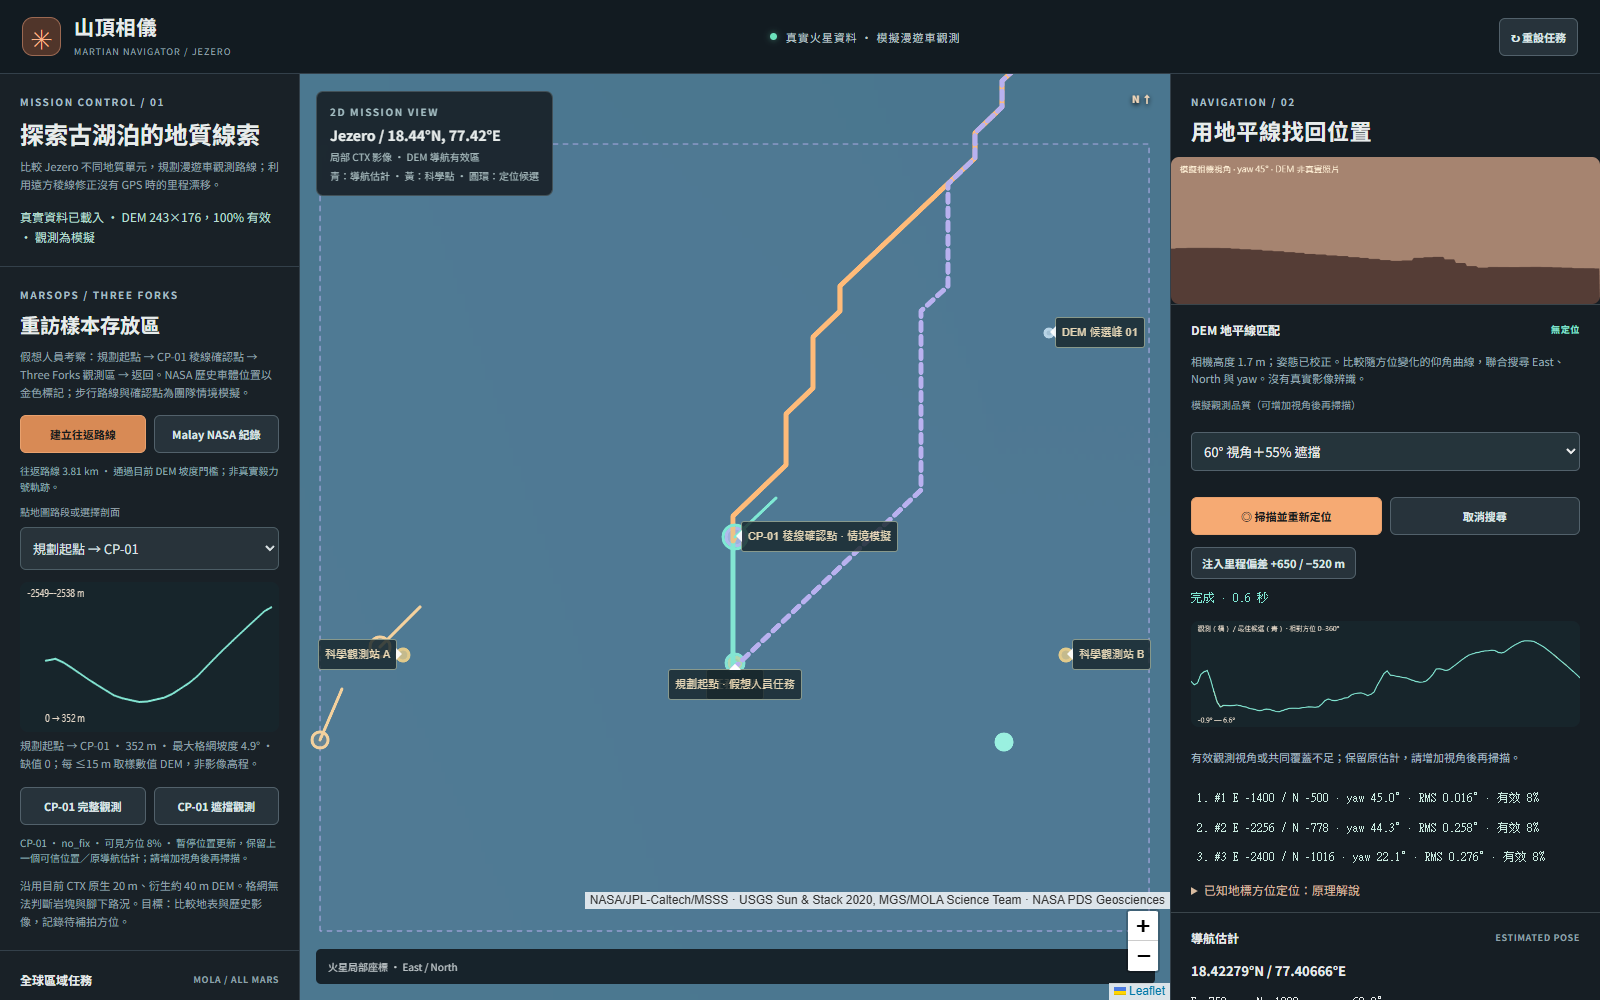 山頂相儀
MARTIAN NAVIGATOR / JEZERO
真實火星資料 · 模擬漫遊車觀測
↻ 重設任務
MISSION CONTROL / 01
探索古湖泊的地質線索
比較 Jezero 不同地質單元，規劃漫遊車觀測路線；利
用遠方稜線修正沒有 GPS 時的里程漂移。
真實資料已載入 · DEM 243×176，100% 有效
· 觀測為模擬
MARSOPS / THREE FORKS
重訪樣本存放區
假想人員考察：規劃起點 → CP-01 稜線確認點 →
Three Forks 觀測區 → 返回。NASA 歷史車體位置以
金色標記；步行路線與確認點為團隊情境模擬。
建立往返路線
Malay NASA 紀錄
往返路線 3.81 km · 通過目前 DEM 坡度門檻；非真實毅力
號軌跡。
點地圖路段或選擇剖面
規劃起點 → CP-01
-2549—-2538 m
0 → 352 m
規劃起點 → CP-01 · 352 m · 最大格網坡度 4.9° ·
缺值 0；每 ≤15 m 取樣數值 DEM，非影像高程。
CP-01 完整觀測
CP-01 遮擋觀測
CP-01 · no_fix · 可見方位 8% · 暫停位置更新，保留上
一個可信位置／原導航估計；請增加視角後再掃描。
沿用目前 CTX 原生 20 m、衍生約 40 m DEM。格網無
法判斷岩塊與腳下路況。目標：比較地表與歷史影
像，記錄待補拍方位。
全球區域任務
MOLA / ALL MARS
2D MISSION VIEW
Jezero / 18.44°N, 77.42°E
局部 CTX 影像 · DEM 導航有效區
青：導航估計 · 黃：科學點 · 圓環：定位候選
N ↑
DEM 候選峰 01
CP-01 稜線確認點 · 情境模擬
科學觀測站 A
科學觀測站 B
規劃起點 · 假想人員任務
NASA/JPL-Caltech/MSSS · USGS Sun & Stack 2020, MGS/MOLA Science Team · NASA PDS Geosciences
+
−
火星局部座標 · East / North
Leaflet
NAVIGATION / 02
用地平線找回位置
模擬相機視角 · yaw 45° · DEM 非真實照片
DEM 地平線匹配
無定位
相機高度 1.7 m；姿態已校正。比較隨方位變化的仰角曲線，聯合搜尋 East、
North 與 yaw。沒有真實影像辨識。
模擬觀測品質（可增加視角後再掃描）
60° 視角＋55% 遮擋
◎ 掃描並重新定位
取消搜尋
注入里程偏差 +650 / −520 m
完成 · 0.6 秒
觀測（橘）/ 最佳候選（青）· 相對方位 0–360°
-0.9° — 6.6°
有效觀測視角或共同覆蓋不足；保留原估計，請增加視角後再掃描。
1. #1 E -1400 / N -500 · yaw 45.0° · RMS 0.016° · 有效 8%
2. #2 E -2256 / N -778 · yaw 44.3° · RMS 0.258° · 有效 8%
3. #3 E -2400 / N -1016 · yaw 22.1° · RMS 0.276° · 有效 8%
▶ 已知地標方位定位：原理解說
導航估計
ESTIMATED POSE
18.42279°N / 77.40666°E